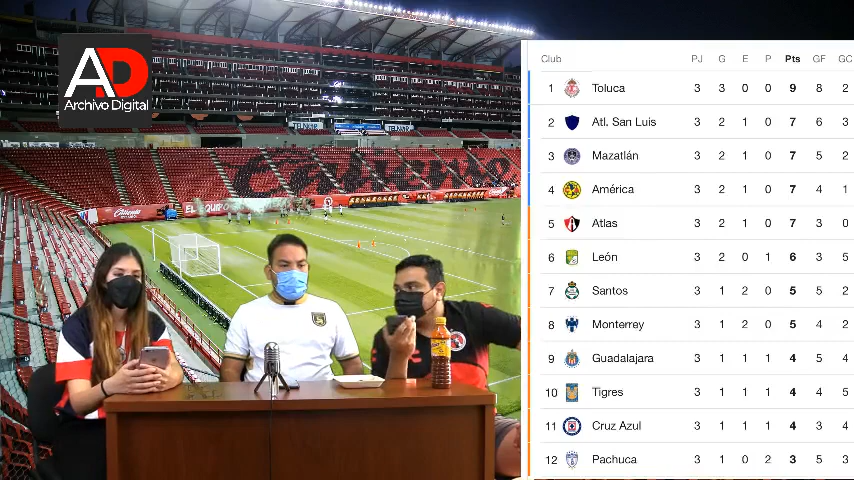 AD
Archivo Digital
Caliente
Club PJ G E P Pts GF GC
1 Toluca 3 3 0 0 9 8 2
2 Atl. San Luis 3 2 1 0 7 6 3
3 Mazatlán 3 2 1 0 7 5 2
4 América 3 2 1 0 7 4 1
5 Atlas 3 2 1 0 7 3 0
6 León 3 2 0 1 6 3 5
7 Santos 3 1 2 0 5 5 2
8 Monterrey 3 1 2 0 5 4 2
9 Guadalajara 3 1 1 1 4 5 4
10 Tigres 3 1 1 1 4 4 5
11 Cruz Azul 3 1 1 1 4 3 4
12 Pachuca 3 1 0 2 3 5 3